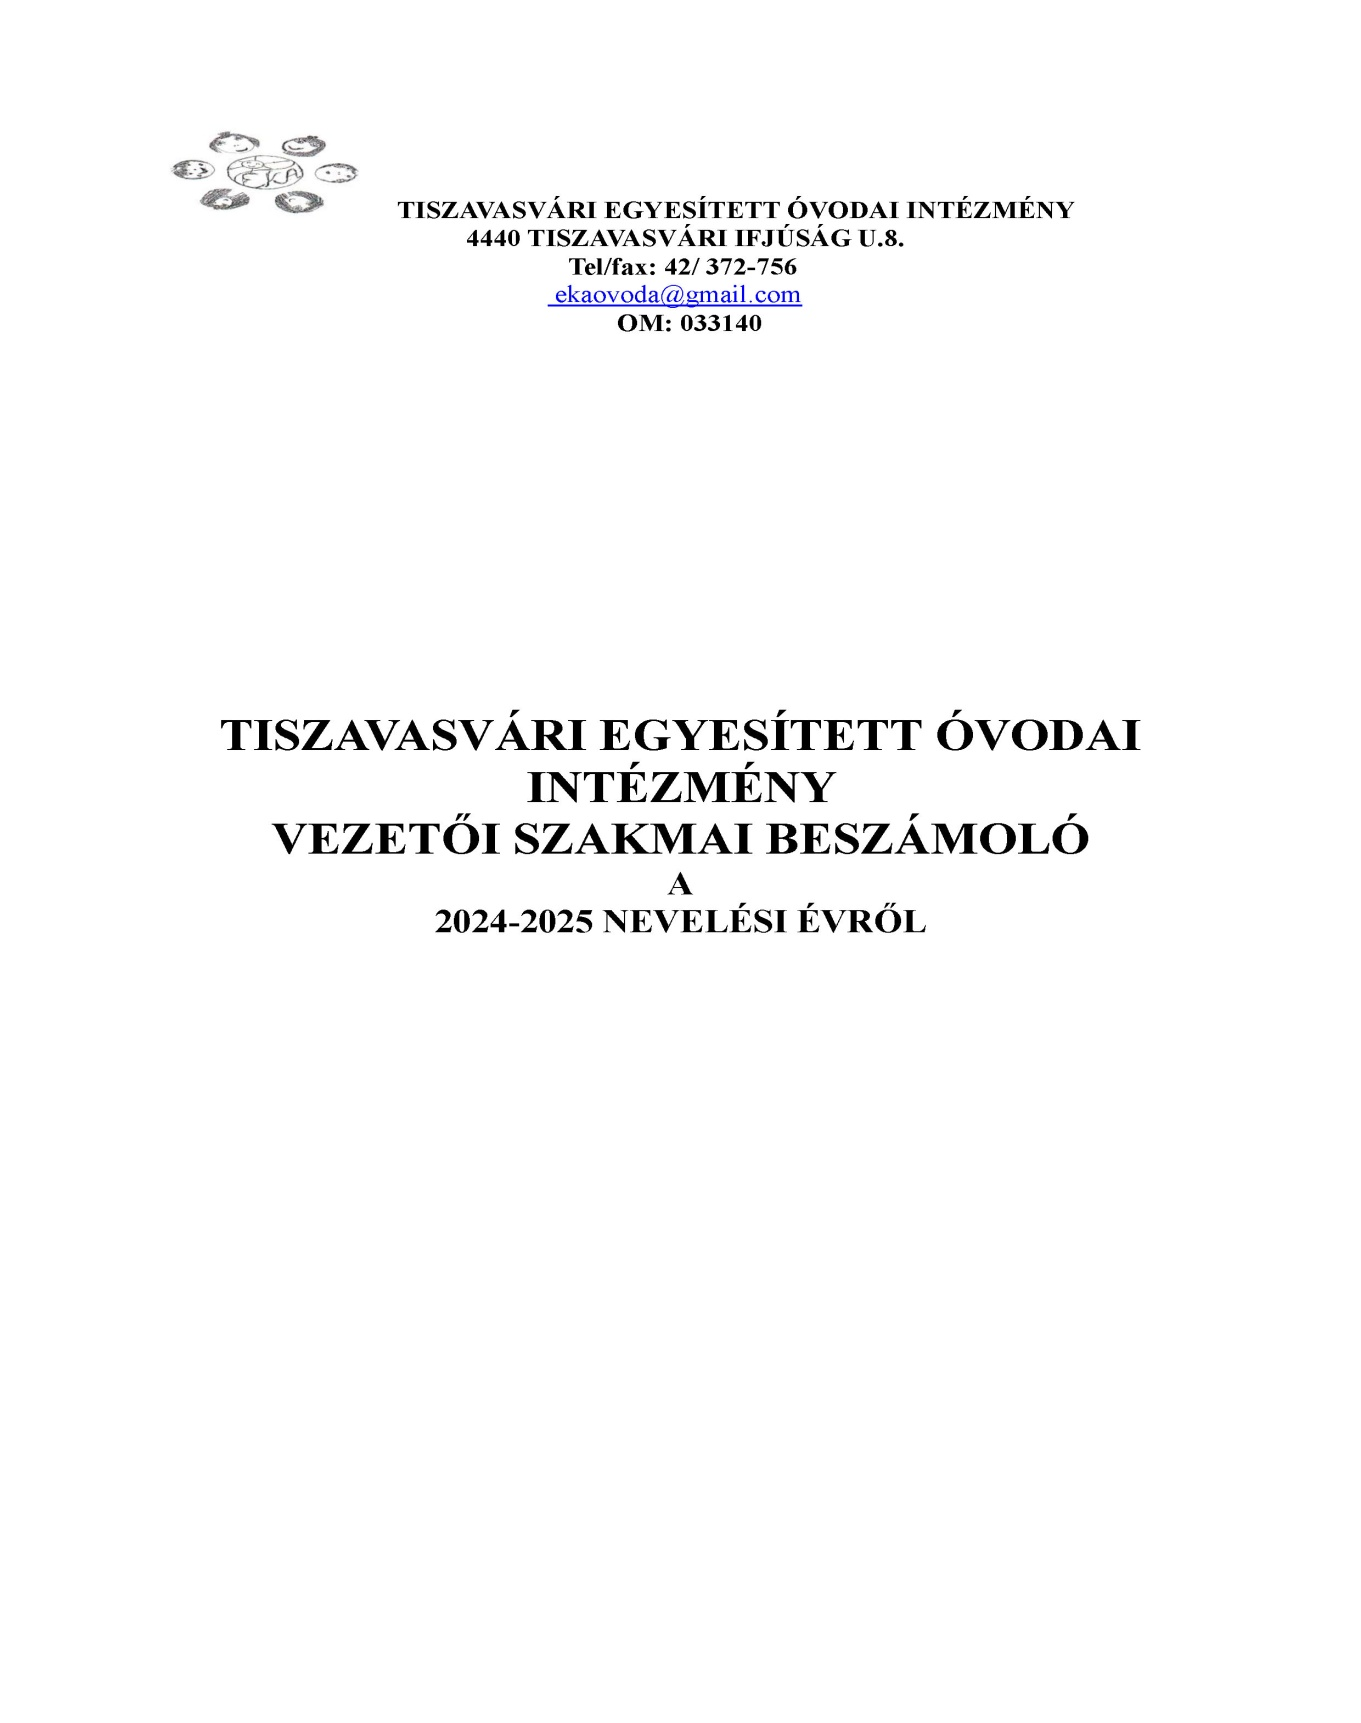 EKA
TISZAVASVÁRI EGYESÍTETT ÓVODAI INTÉZMÉNY
4440 TISZAVASVÁRI IFJÚSÁG U.8.
Tel/fax: 42/ 372-756
ekaovoda@gmail.com
OM: 033140
TISZAVASVÁRI EGYESÍTETT ÓVODAI
INTÉZMÉNY
VEZETŐI SZAKMAI BESZÁMOLÓ
A
2024-2025 NEVELÉSI ÉVRŐL